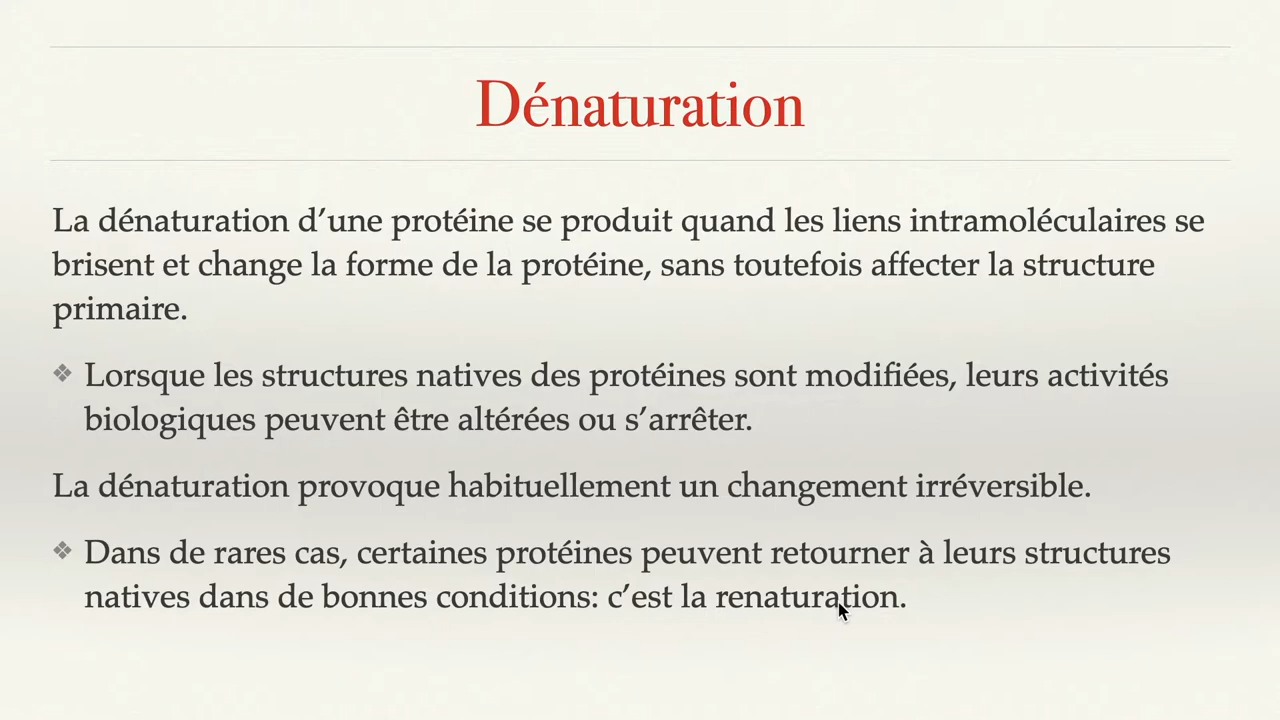 Dénaturation
La dénaturation d’une protéine se produit quand les liens intramoléculaires se
brisent et change la forme de la protéine, sans toutefois affecter la structure
primaire.
❖ Lorsque les structures natives des protéines sont modifiées, leurs activités
biologiques peuvent être altérées ou s’arrêter.
La dénaturation provoque habituellement un changement irréversible.
❖ Dans de rares cas, certaines protéines peuvent retourner à leurs structures
natives dans de bonnes conditions: c’est la renaturation.